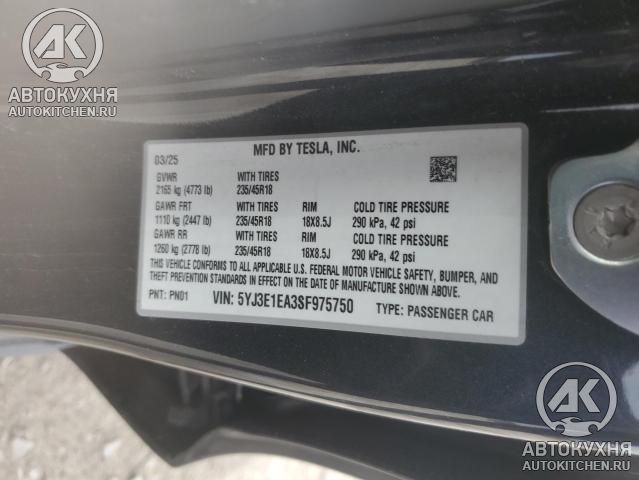 АК
АВТОКУХНЯ
AUTOKITCHEN.RU
MFD BY TESLA, INC.
03/25
GVWR WITH TIRES
2165 kg (4773 lb) 235/45R18
GAWR FRT WITH TIRES RIM COLD TIRE PRESSURE
1110 kg (2447 lb) 235/45R18 18X8.5J 290 kPa, 42 psi
GAWR RR WITH TIRES RIM COLD TIRE PRESSURE
1260 kg (2778 lb) 235/45R18 18X8.5J 290 kPa, 42 psi
THIS VEHICLE CONFORMS TO ALL APPLICABLE U.S. FEDERAL MOTOR VEHICLE SAFETY, BUMPER, AND
THEFT PREVENTION STANDARDS IN EFFECT ON THE DATE OF MANUFACTURE SHOWN ABOVE.
PNT: PN01 VIN: 5YJ3E1EA3SF975750 TYPE: PASSENGER CAR
АК
АВТОКУХНЯ
AUTOKITCHEN.RU